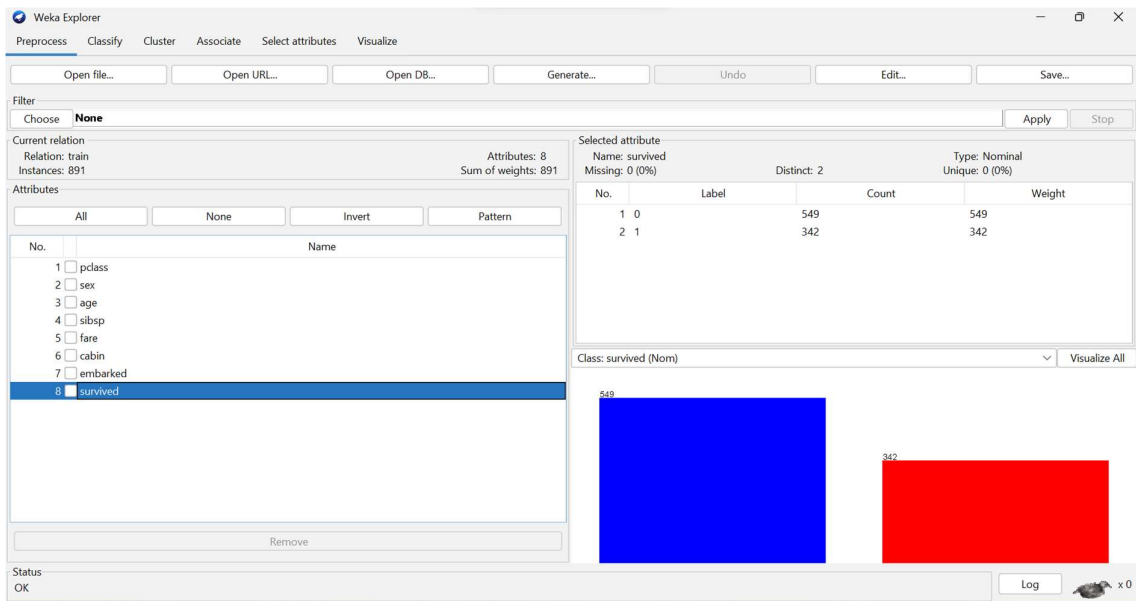 Weka Explorer
Preprocess Classify Cluster Associate Select attributes Visualize
Open file... Open URL... Open DB... Generate... Undo Edit... Save...
Filter
Choose None Apply Stop
Current relation
Relation: train Attributes: 8
Instances: 891 Sum of weights: 891
Attributes
All None Invert Pattern
No. Name
1 pclass
2 sex
3 age
4 sibsp
5 fare
6 cabin
7 embarked
8 survived
Remove
Selected attribute
Name: survived Type: Nominal
Missing: 0 (0%) Distinct: 2 Unique: 0 (0%)
No. Label Count Weight
1 0 549 549
2 1 342 342
Class: survived (Nom) Visualize All
549
342
Status
OK Log x 0